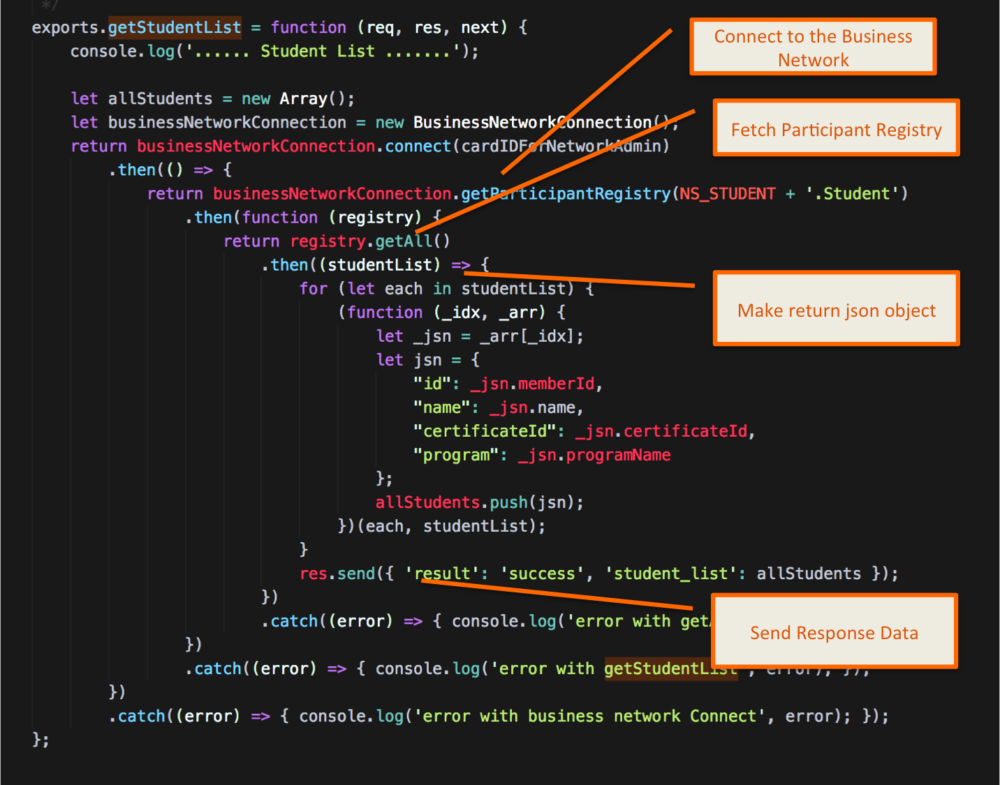 */
exports.getStudentList = function (req, res, next) {
console.log('...... Student List .......');
let allStudents = new Array();
let businessNetworkConnection = new BusinessNetworkConnection();
return businessNetworkConnection.connect(cardIDForNetworkAdmin)
.then(() => {
return businessNetworkConnection.getParticipantRegistry(NS_STUDENT + '.Student')
.then(function (registry) {
return registry.getAll()
.then((studentList) => {
for (let each in studentList) {
(function (_idx, _arr) {
let _jsn = _arr[_idx];
let jsn = {
"id": _jsn.memberId,
"name": _jsn.name,
"certificateId": _jsn.certificateId,
"program": _jsn.programName
};
allStudents.push(jsn);
})(each, studentList);
}
res.send({ 'result': 'success', 'student_list': allStudents });
})
.catch((error) => { console.log('error with
})
.catch((error) => { console.log('error with getStudentList', error); });
})
.catch((error) => { console.log('error with business network Connect', error); });
};
Connect to the Business
Network
Fetch Participant Registry
Make return json object
Send Response Data